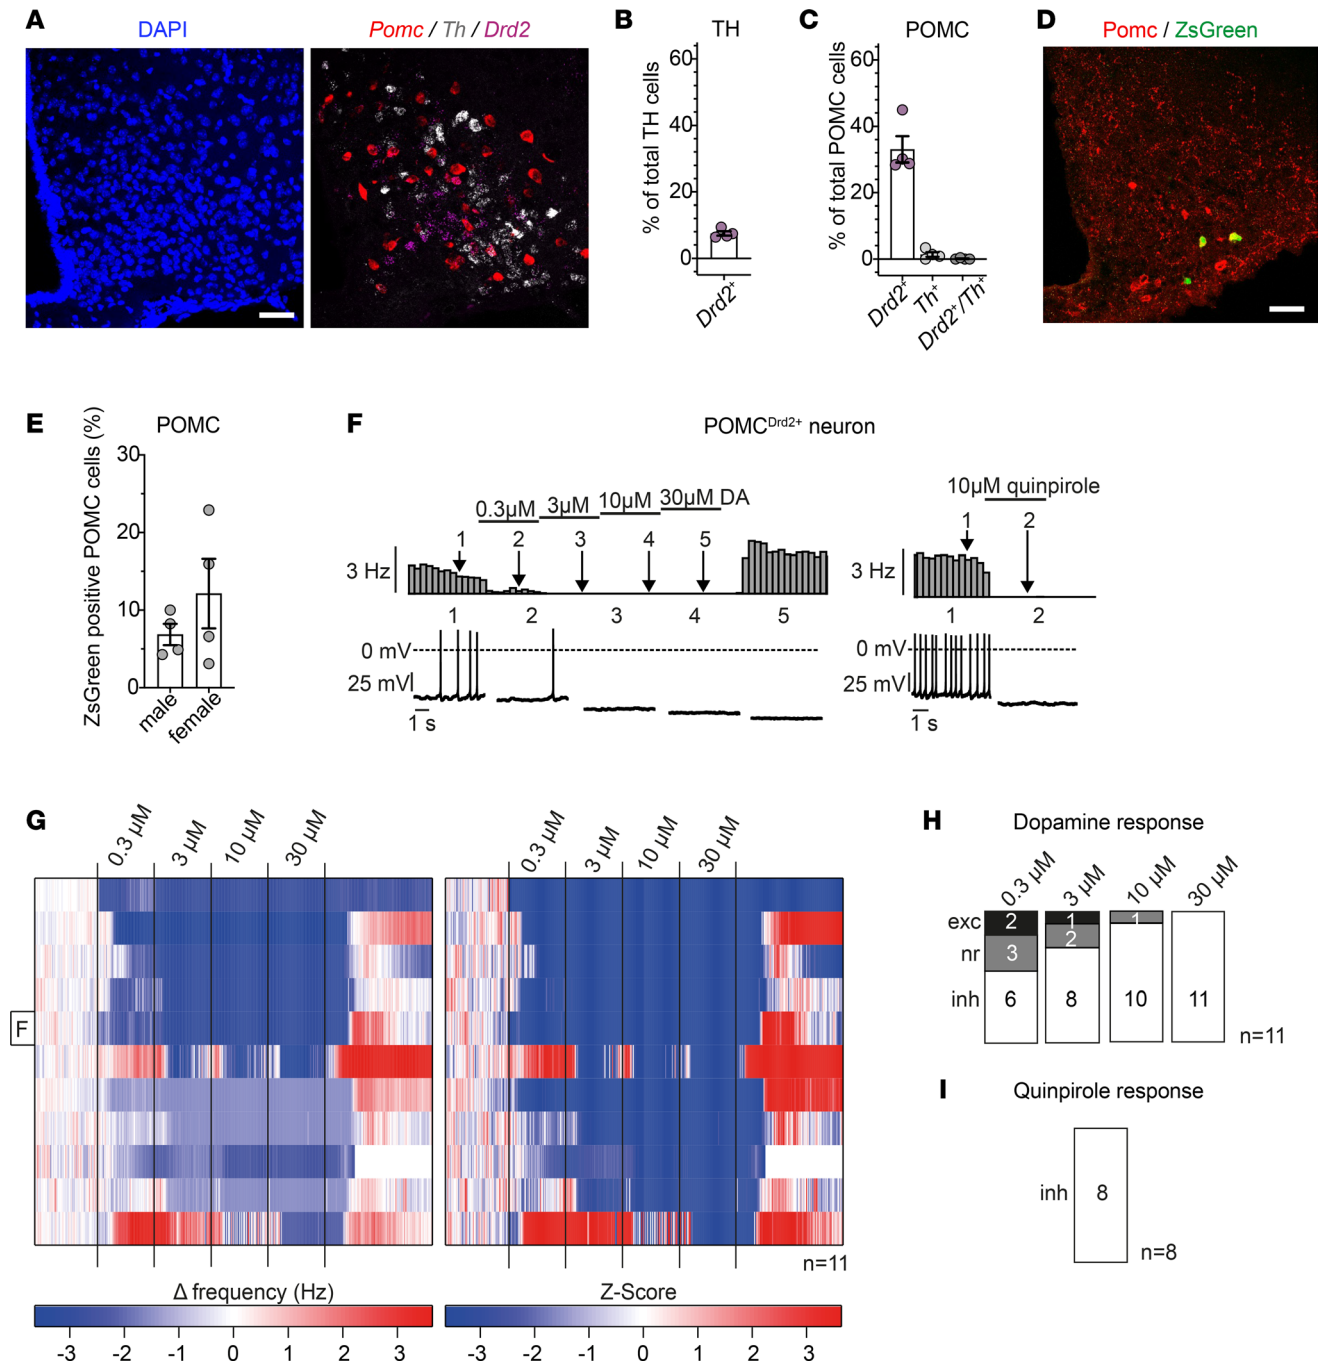 A
DAPI
Pomc / Th / Drd2
B
TH
% of total TH cells
60
40
20
0
Drd2+
C
POMC
% of total POMC cells
60
40
20
0
Drd2+
Th+
Drd2+/Th+
D
Pomc / ZsGreen
E
POMC
ZsGreen positive POMC cells (%)
30
20
10
0
male
female
F
POMCDrd2+ neuron
0.3µM
3µM
10µM
30µM DA
1
2
3
4
5
3 Hz
1
2
3
4
5
0 mV
25 mV
1 s
10µM quinpirole
1
2
3 Hz
1
2
0 mV
25 mV
1 s
G
0.3 µM
3 µM
10 µM
30 µM
0.3 µM
3 µM
10 µM
30 µM
F
n=11
Δ frequency (Hz)
-3 -2 -1 0 1 2 3
Z-Score
-3 -2 -1 0 1 2 3
H
Dopamine response
0.3 µM
3 µM
10 µM
30 µM
exc 2 1 1
nr 3 2
inh 6 8 10 11
n=11
I
Quinpirole response
inh 8
n=8